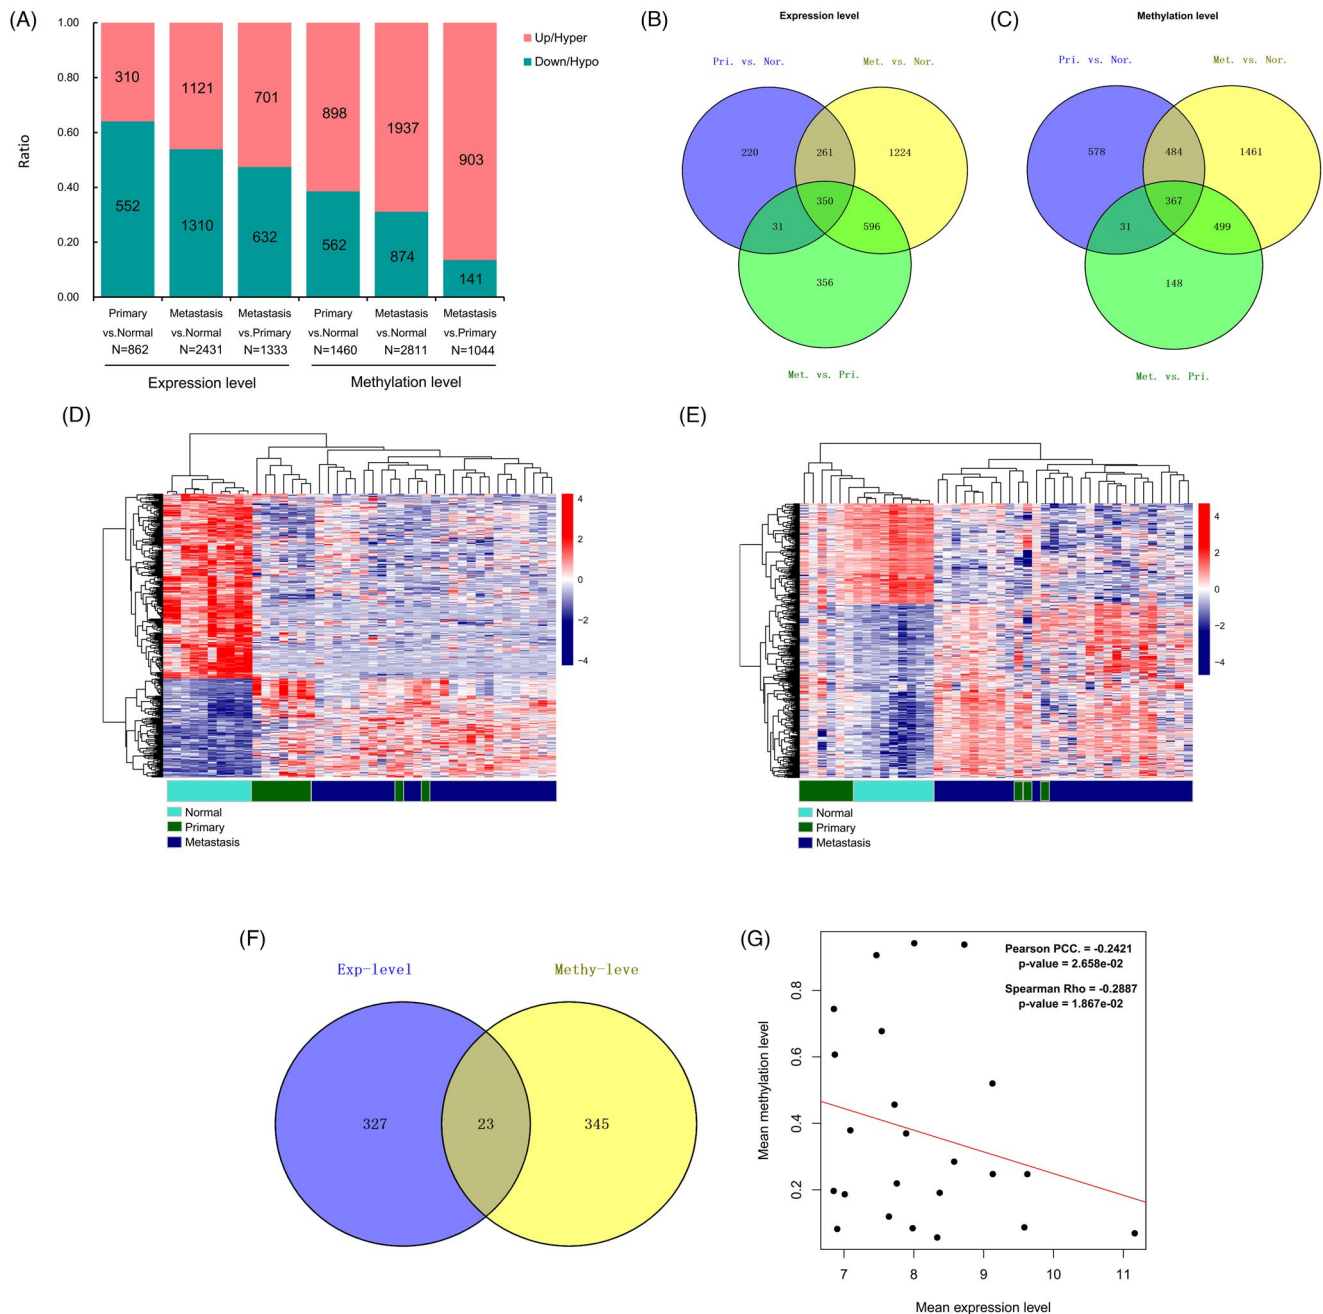 (A)
1.00
0.80
0.60
0.40
0.20
0.00
Ratio
310
1121
701
898
1937
903
552
1310
632
562
874
141
Up/Hyper
Down/Hypo
Primary vs.Normal N=862
Metastasis vs.Normal N=2431
Metastasis vs.Primary N=1333
Primary vs.Normal N=1460
Metastasis vs.Normal N=2811
Metastasis vs.Primary N=1044
Expression level
Methylation level
(B)
Expression level
Pri. vs. Nor.
Met. vs. Nor.
220
261
1224
350
31
596
356
Met. vs. Pri.
(C)
Methylation level
Pri. vs. Nor.
Met. vs. Nor.
578
484
1461
367
31
499
148
Met. vs. Pri.
(D)
4
2
0
−2
−4
Normal
Primary
Metastasis
(E)
4
2
0
−2
−4
Normal
Primary
Metastasis
(F)
Exp-level
Methy-leve
327
23
345
(G)
Pearson PCC. = -0.2421
p-value = 2.658e-02
Spearman Rho = -0.2887
p-value = 1.867e-02
Mean methylation level
0.8
0.6
0.4
0.2
7
8
9
10
11
Mean expression level